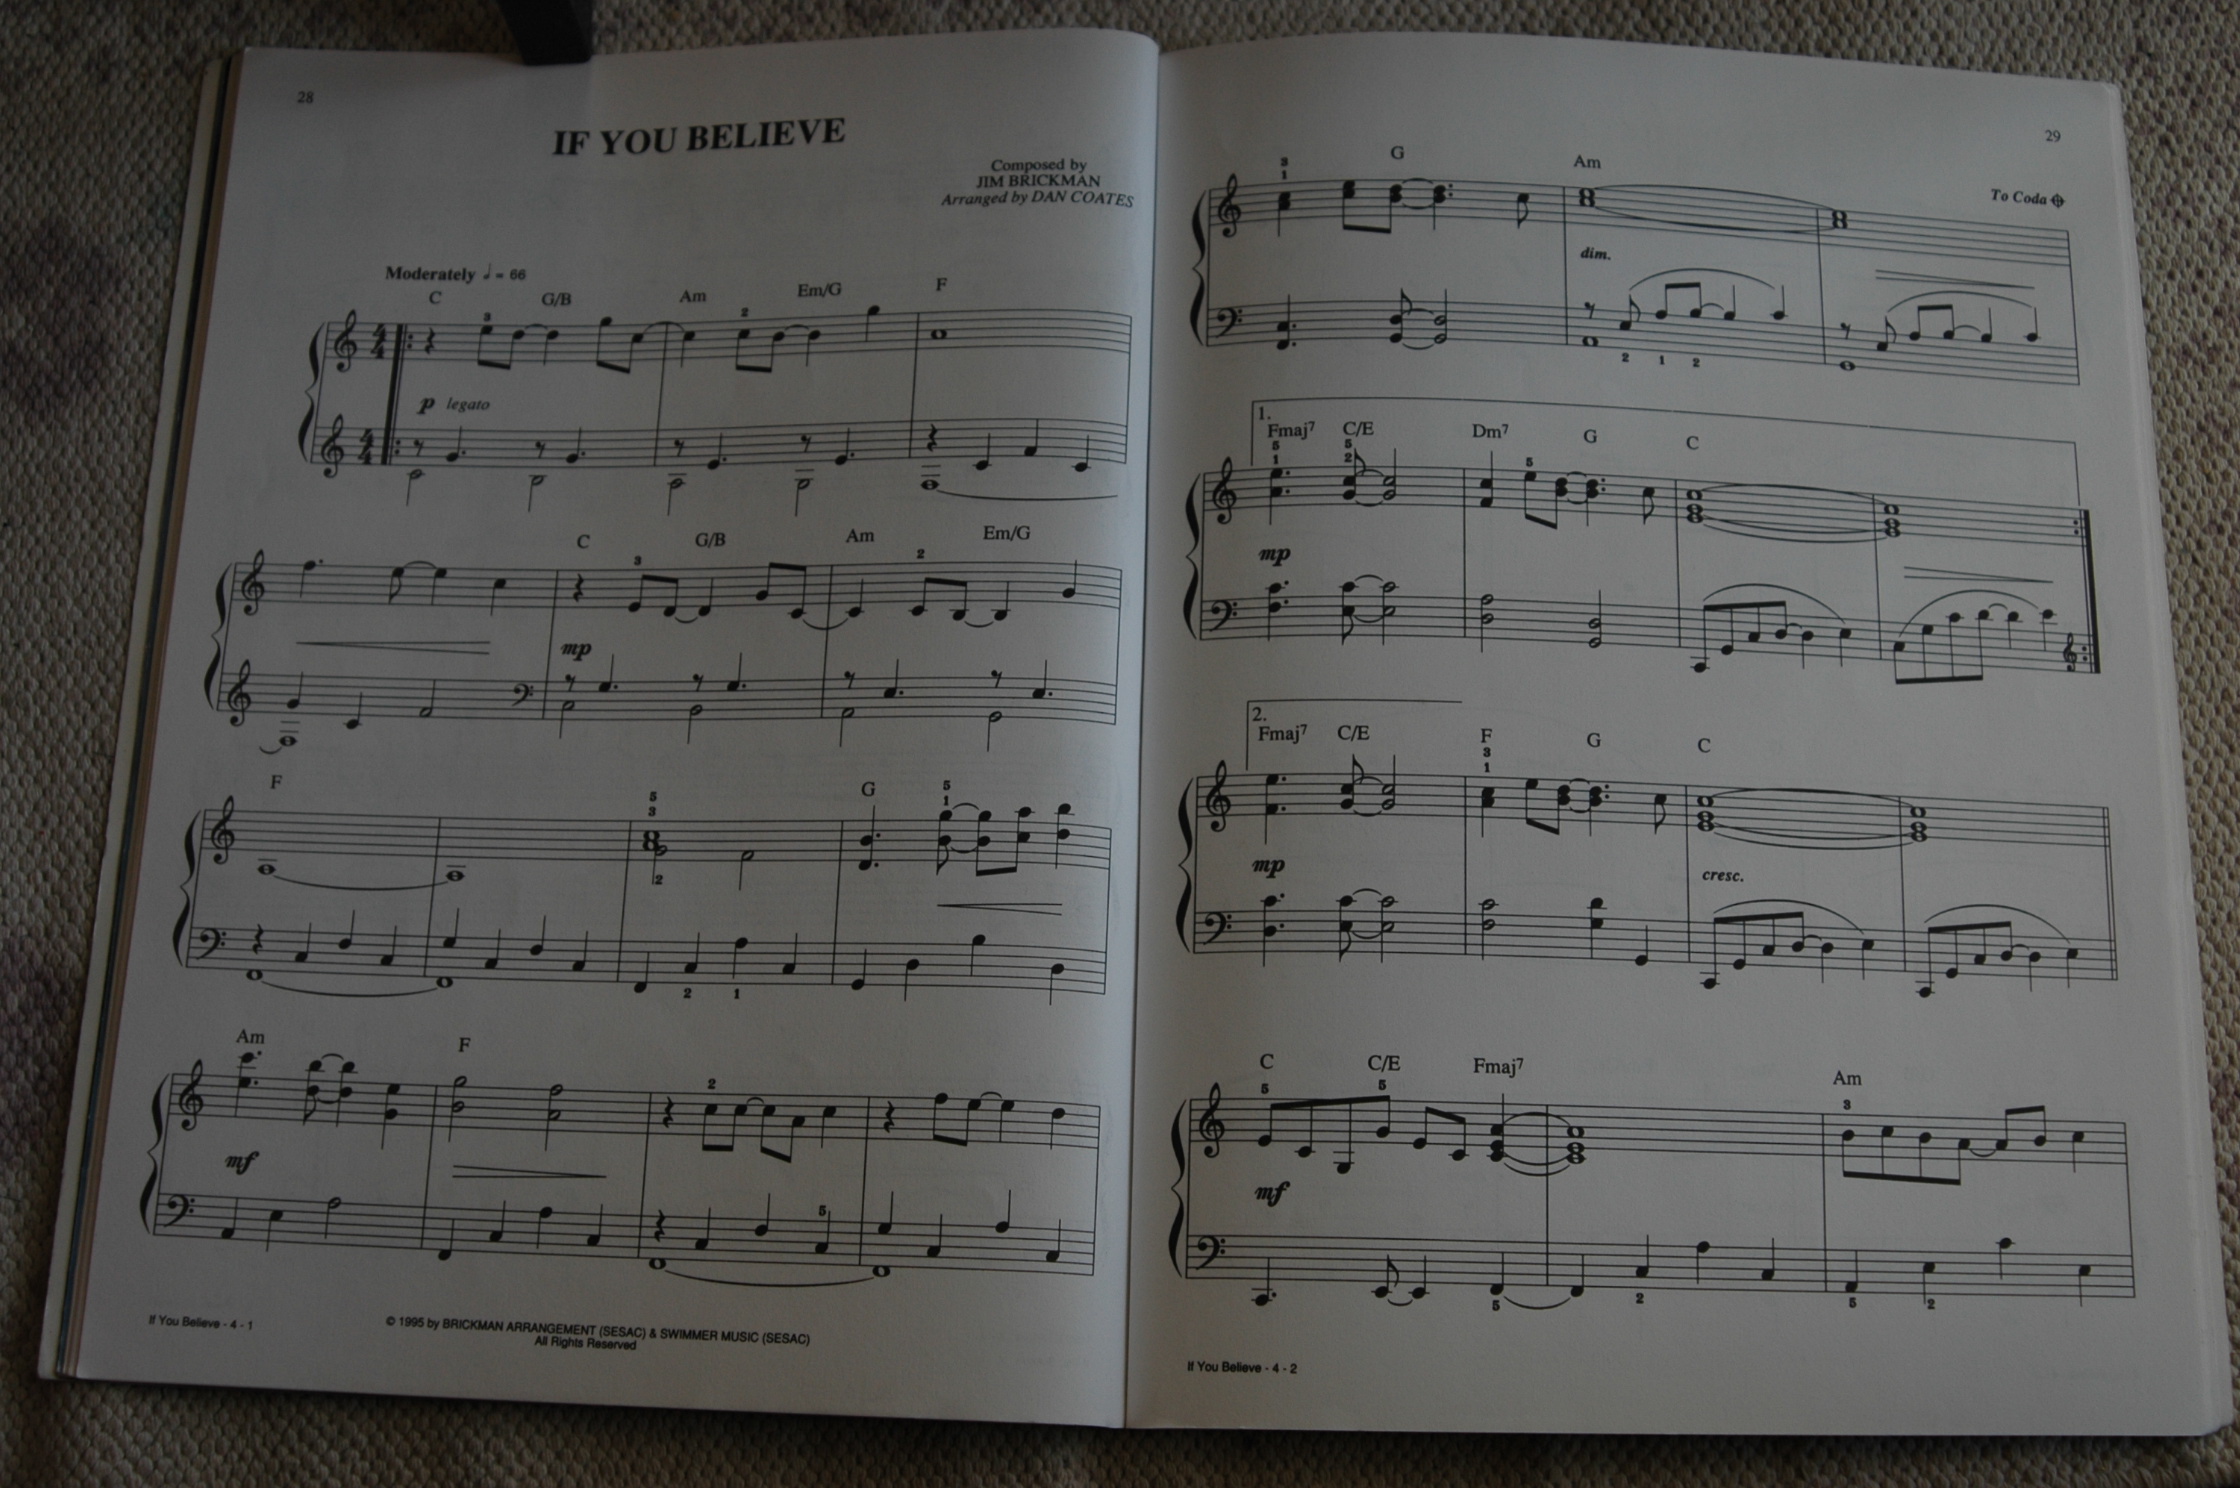 28
IF YOU BELIEVE
Composed by
JIM BRICKMAN
Arranged by DAN COATES
Moderately ♩ = 66
C G/B Am Em/G F
3 2
4 4
4 4
p legato
C G/B Am Em/G
3 2
mp
F G
5 5
3 1
2
2 1
Am F
2
mf
5
If You Believe - 4 - 1
© 1995 by BRICKMAN ARRANGEMENT (SESAC) & SWIMMER MUSIC (SESAC)
All Rights Reserved
29
To Coda
G Am
3
1
dim.
2 1 2
1.
Fmaj7 C/E Dm7 G C
5 5 5
1 2
mp
2.
Fmaj7 C/E F G C
3
1
mp cresc.
C C/E Fmaj7 Am
5 5 3
mf
5 2 5 2
If You Believe - 4 - 2